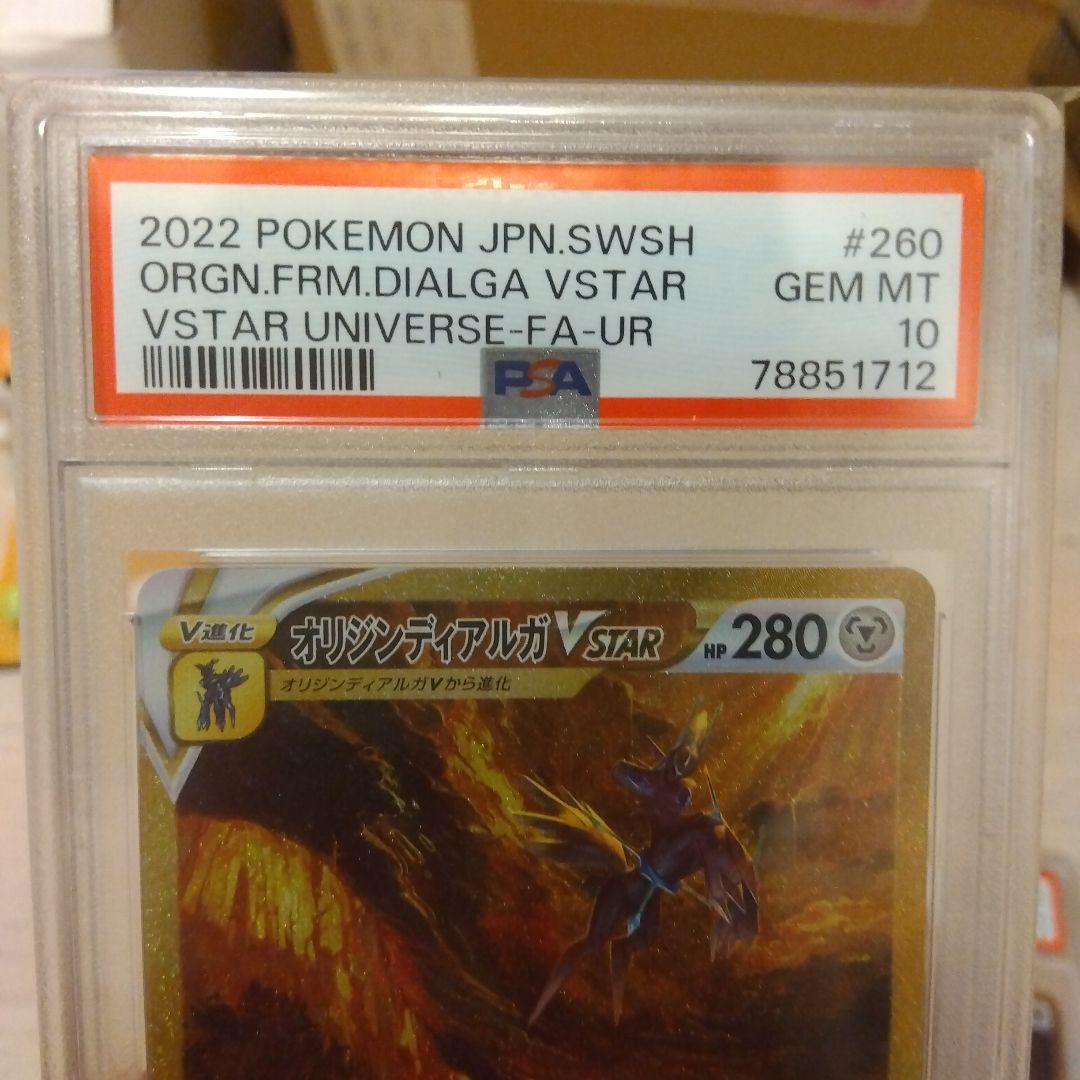 2022 POKEMON JPN.SWSH #260
ORGN.FRM.DIALGA VSTAR GEM MT
VSTAR UNIVERSE-FA-UR 10
PSA 78851712
V進化 オリジンディアルガVSTAR HP 280
オリジンディアルガVから進化